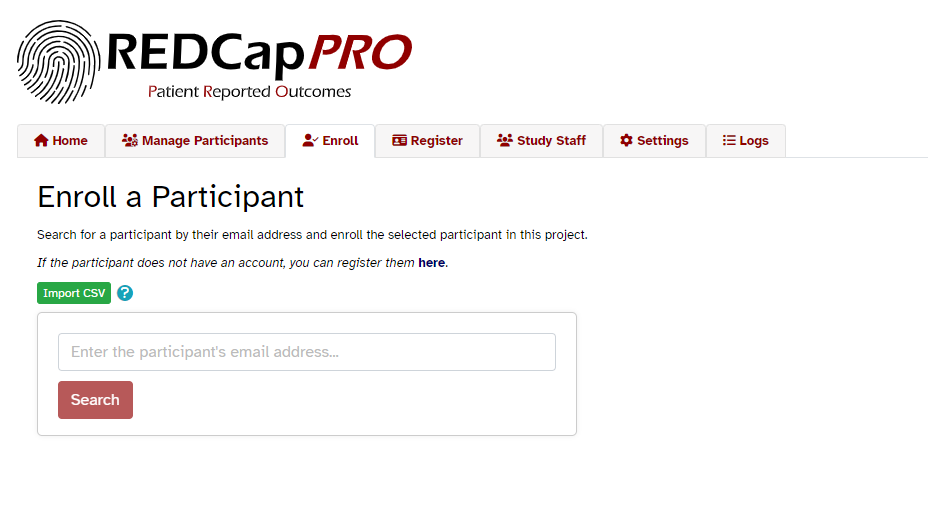 REDCap PRO
Patient Reported Outcomes
Home Manage Participants Enroll Register Study Staff Settings Logs
Enroll a Participant
Search for a participant by their email address and enroll the selected participant in this project.
If the participant does not have an account, you can register them here.
Import CSV ?
Enter the participant's email address...
Search